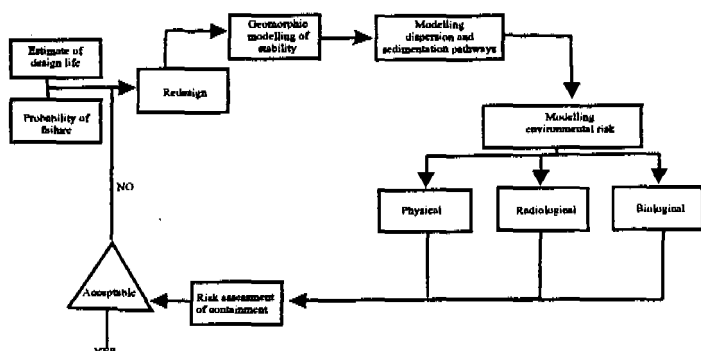 Estimate of
design life
Probability of
failure
Redesign
Geomorphic
modelling of
stability
Modelling
dispersion and
sedimentation pathways
Modelling
environmental risk
Physical
Radiological
Biological
Risk assessment
of containment
Acceptable
NO
YES